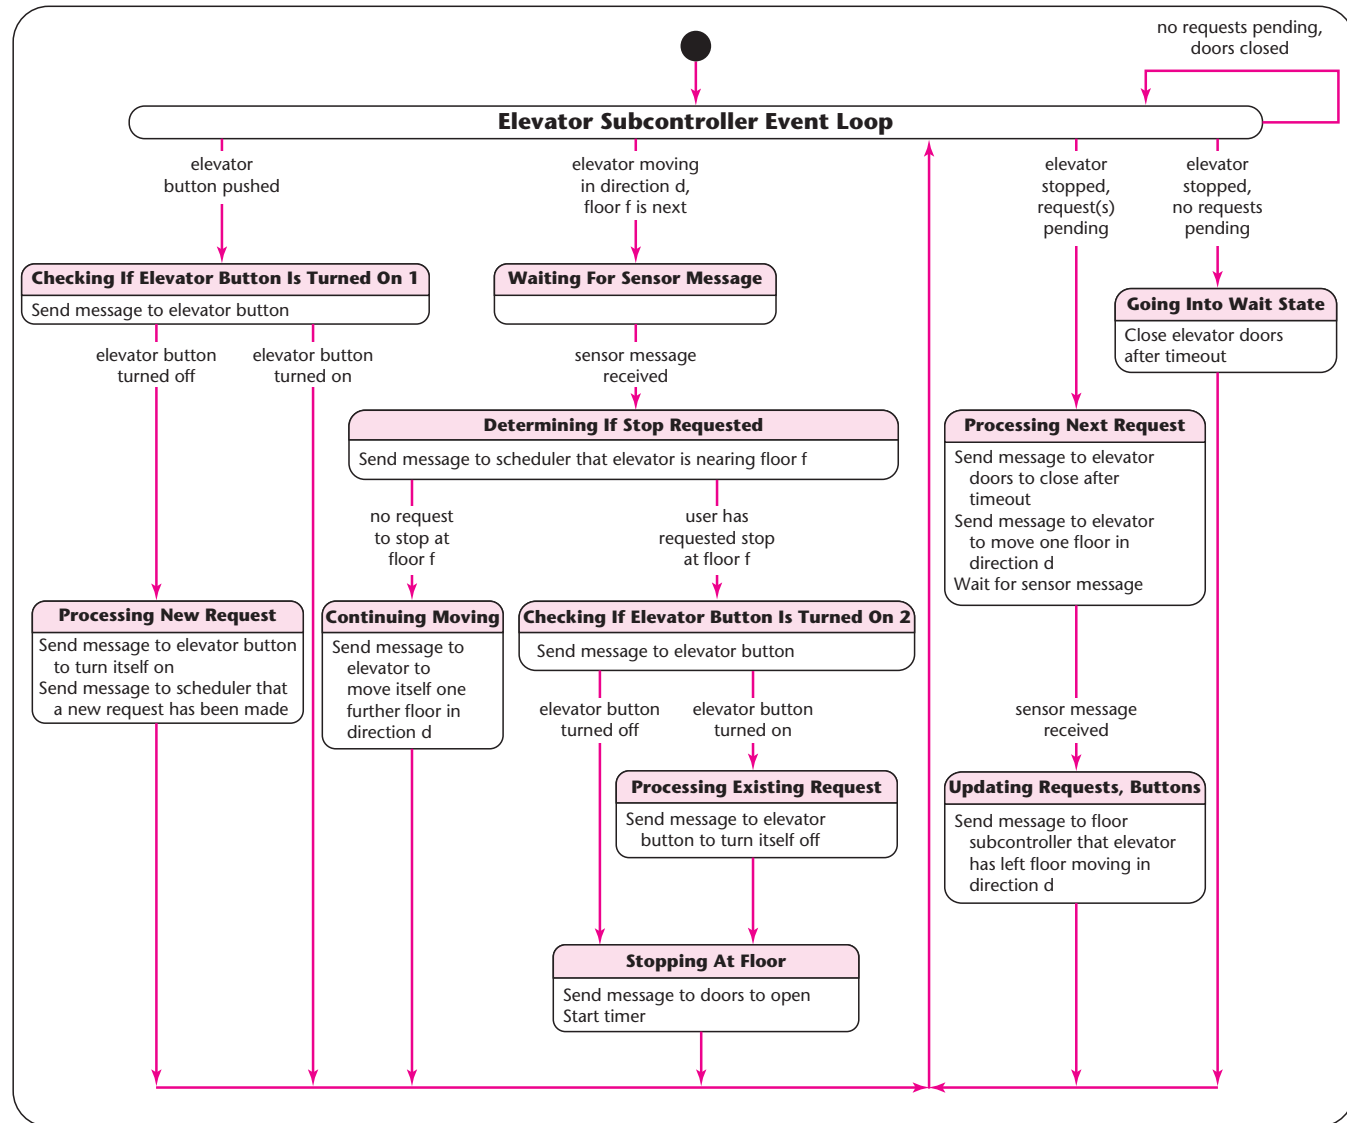 no requests pending,
doors closed
Elevator Subcontroller Event Loop
elevator
button pushed
elevator moving
in direction d,
floor f is next
elevator
stopped,
request(s)
pending
elevator
stopped,
no requests
pending
Checking If Elevator Button Is Turned On 1
Send message to elevator button
Waiting For Sensor Message
Going Into Wait State
Close elevator doors
after timeout
elevator button
turned off
elevator button
turned on
sensor message
received
Determining If Stop Requested
Send message to scheduler that elevator is nearing floor f
Processing Next Request
Send message to elevator
doors to close after
timeout
Send message to elevator
to move one floor in
direction d
Wait for sensor message
no request
to stop at
floor f
user has
requested stop
at floor f
Processing New Request
Send message to elevator button
to turn itself on
Send message to scheduler that
a new request has been made
Continuing Moving
Send message to
elevator to
move itself one
further floor in
direction d
Checking If Elevator Button Is Turned On 2
Send message to elevator button
elevator button
turned off
elevator button
turned on
sensor message
received
Processing Existing Request
Send message to elevator
button to turn itself off
Updating Requests, Buttons
Send message to floor
subcontroller that elevator
has left floor moving in
direction d
Stopping At Floor
Send message to doors to open
Start timer